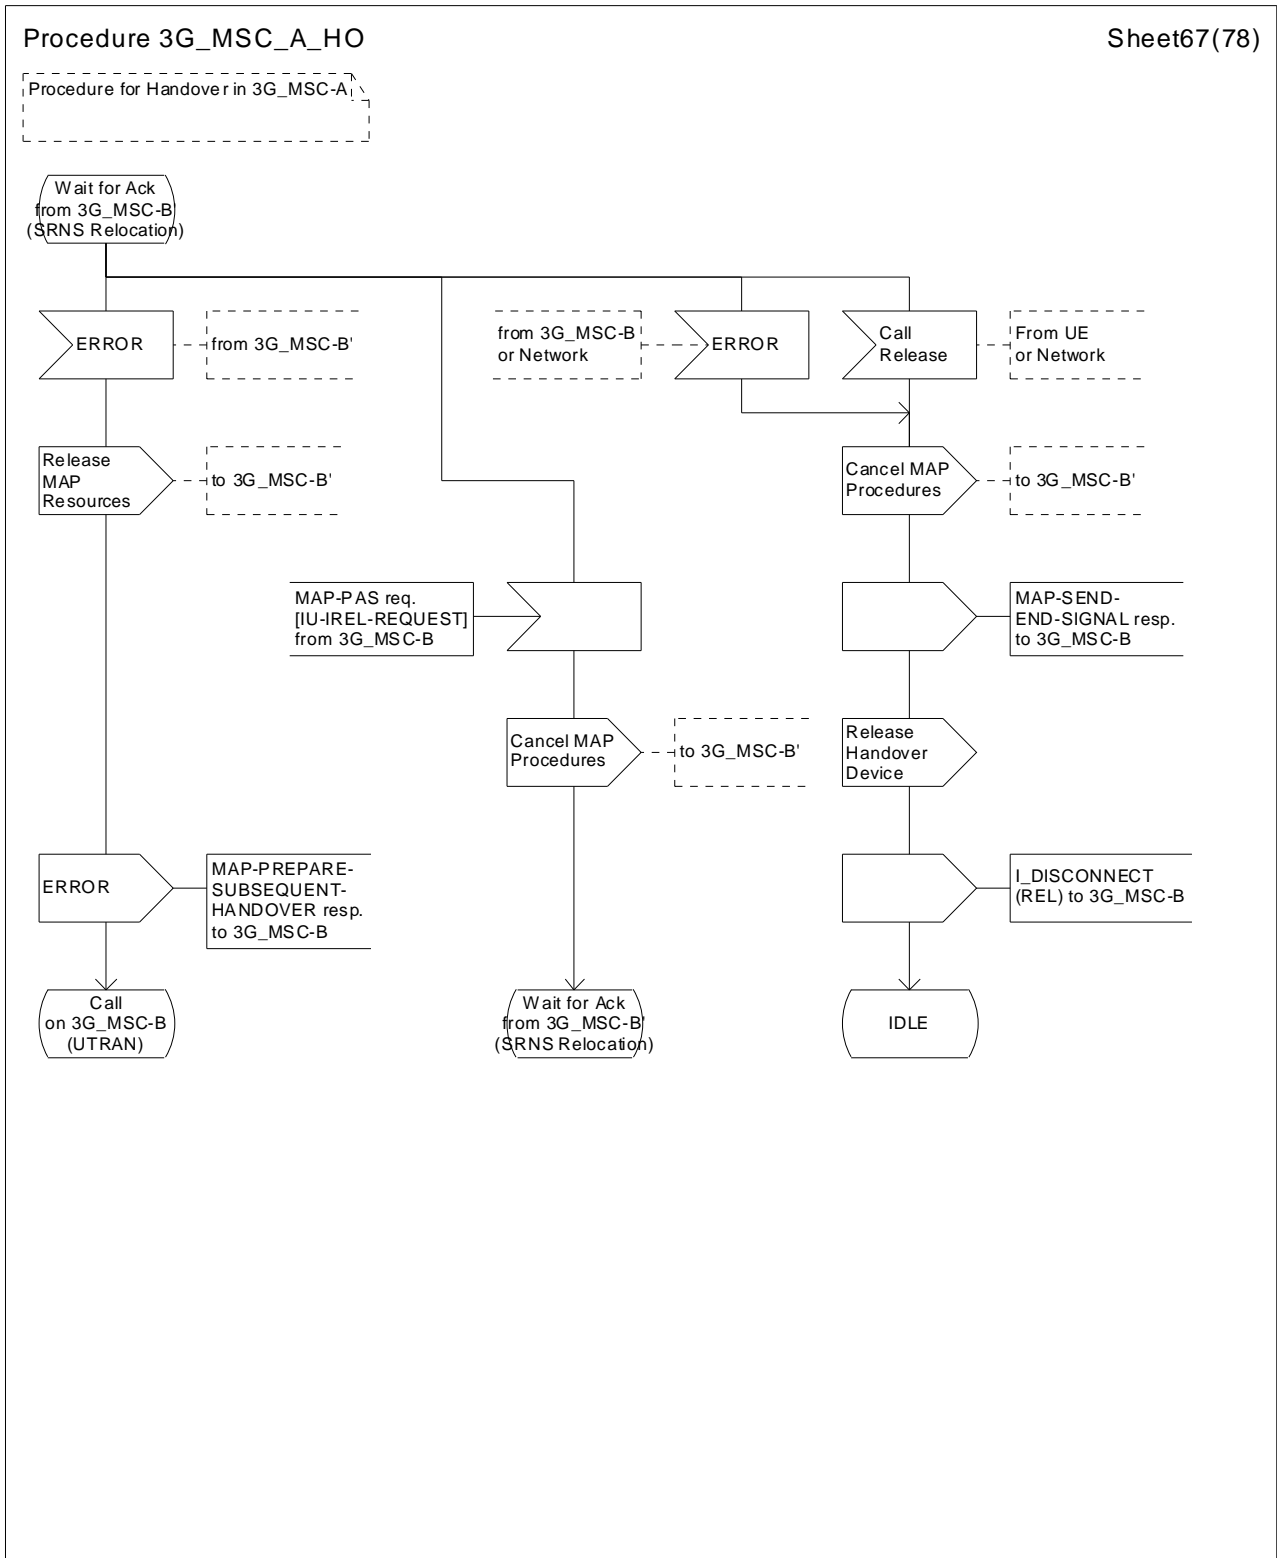 Procedure 3G_MSC_A_HO
Sheet67(78)
Procedure for Handover in 3G_MSC-A
Wait for Ack
from 3G_MSC-B'
(SRNS Relocation)
ERROR
from 3G_MSC-B'
from 3G_MSC-B
or Network
ERROR
Call
Release
From UE
or Network
Release
MAP
Resources
to 3G_MSC-B'
Cancel MAP
Procedures
to 3G_MSC-B'
MAP-PAS req.
[IU-IREL-REQUEST]
from 3G_MSC-B
MAP-SEND-
END-SIGNAL resp.
to 3G_MSC-B
Cancel MAP
Procedures
to 3G_MSC-B'
Release
Handover
Device
ERROR
MAP-PREPARE-
SUBSEQUENT-
HANDOVER resp.
to 3G_MSC-B
I_DISCONNECT
(REL) to 3G_MSC-B
Call
on 3G_MSC-B
(UTRAN)
Wait for Ack
from 3G_MSC-B'
(SRNS Relocation)
IDLE